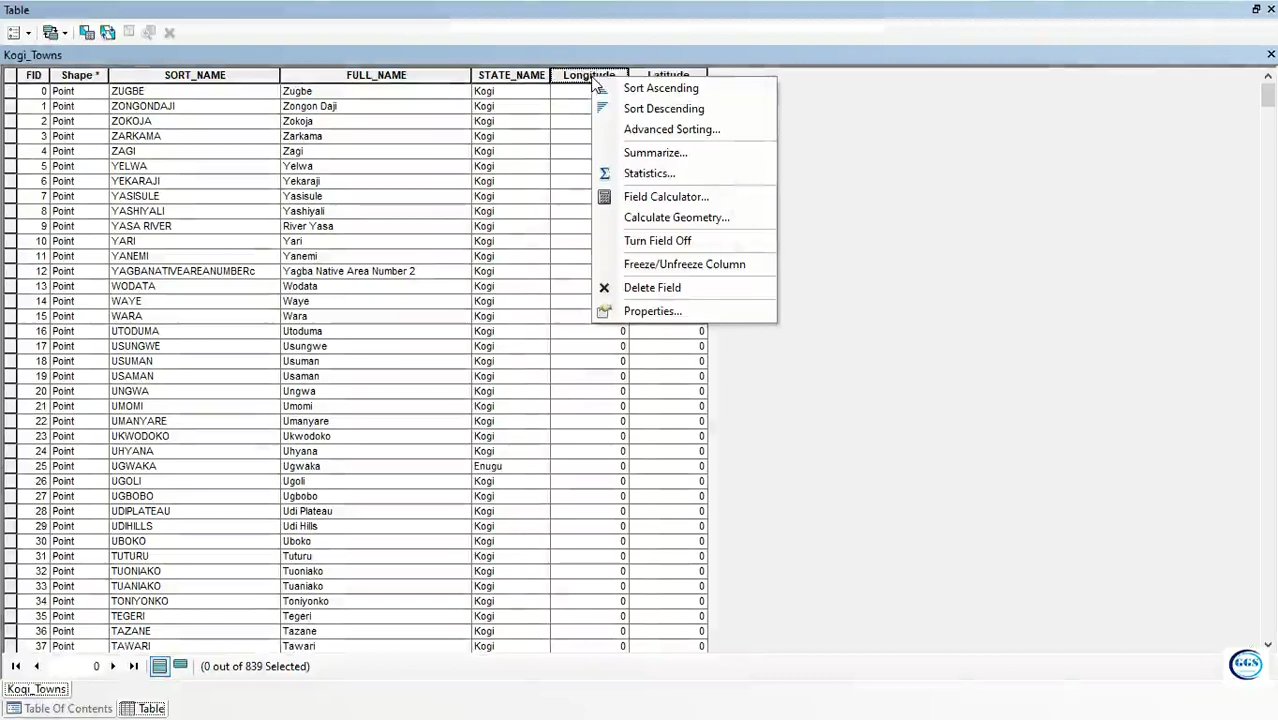 Table
Kogi_Towns
FID Shape * SORT_NAME FULL_NAME STATE_NAME Longitude Latitude
0 Point ZUGBE Zugbe Kogi
Sort Ascending
1 Point ZONGONDAJI Zongon Daji Kogi
Sort Descending
2 Point ZOKOJA Zokoja Kogi
Advanced Sorting...
3 Point ZARKAMA Zarkama Kogi
4 Point ZAGI Zagi Kogi
Summarize...
5 Point YELWA Yelwa Kogi
Statistics...
6 Point YEKARAJI Yekaraji Kogi
7 Point YASISULE Yasisule Kogi
Field Calculator...
8 Point YASHIYALI Yashiyali Kogi
Calculate Geometry...
9 Point YASA RIVER River Yasa Kogi
10 Point YARI Yari Kogi
Turn Field Off
11 Point YANEMI Yanemi Kogi
Freeze/Unfreeze Column
12 Point YAGBANATIVEAREANUMBERc Yagba Native Area Number 2 Kogi
13 Point WODATA Wodata Kogi
Delete Field
14 Point WAYE Waye Kogi
15 Point WARA Wara Kogi
Properties...
16 Point UTODUMA Utoduma Kogi 0 0
17 Point USUNGWE Usungwe Kogi 0 0
18 Point USUMAN Usuman Kogi 0 0
19 Point USAMAN Usaman Kogi 0 0
20 Point UNGWA Ungwa Kogi 0 0
21 Point UMOMI Umomi Kogi 0 0
22 Point UMANYARE Umanyare Kogi 0 0
23 Point UKWODOKO Ukwodoko Kogi 0 0
24 Point UHYANA Uhyana Kogi 0 0
25 Point UGWAKA Ugwaka Enugu 0 0
26 Point UGOLI Ugoli Kogi 0 0
27 Point UGBOBO Ugbobo Kogi 0 0
28 Point UDIPLATEAU Udi Plateau Kogi 0 0
29 Point UDIHILLS Udi Hills Kogi 0 0
30 Point UBOKO Uboko Kogi 0 0
31 Point TUTURU Tuturu Kogi 0 0
32 Point TUONIAKO Tuoniako Kogi 0 0
33 Point TUANIAKO Tuaniako Kogi 0 0
34 Point TONIYONKO Toniyonko Kogi 0 0
35 Point TEGERI Tegeri Kogi 0 0
36 Point TAZANE Tazane Kogi 0 0
37 Point TAWARI Tawari Kogi 0 0
0 (0 out of 839 Selected)
GGS
Kogi_Towns
Table Of Contents Table